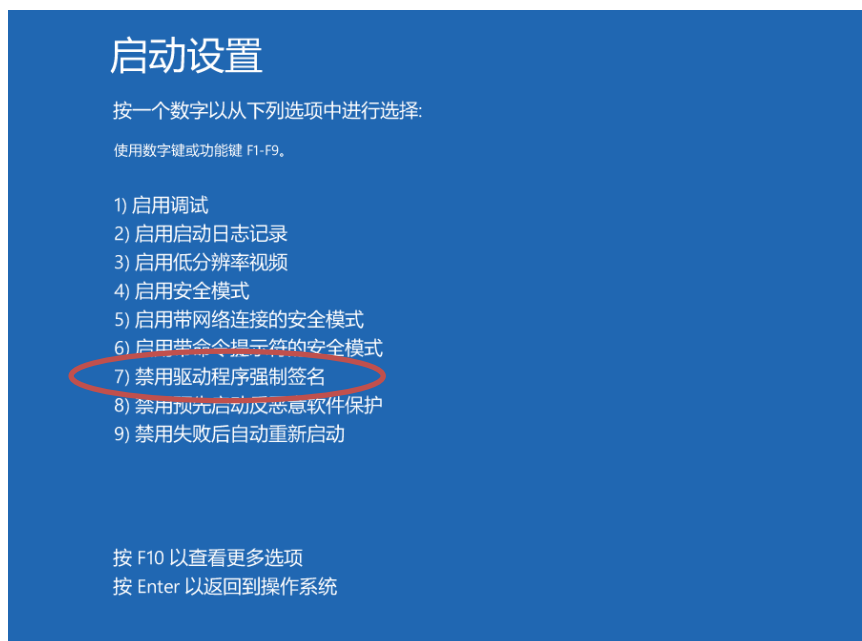 启动设置
按一个数字以从下列选项中进行选择:
使用数字键或功能键 F1-F9。
1) 启用调试
2) 启用启动日志记录
3) 启用低分辨率视频
4) 启用安全模式
5) 启用带网络连接的安全模式
6) 启用带命令提示符的安全模式
7) 禁用驱动程序强制签名
8) 禁用预先启动反恶意软件保护
9) 禁用失败后自动重新启动
按 F10 以查看更多选项
按 Enter 以返回到操作系统